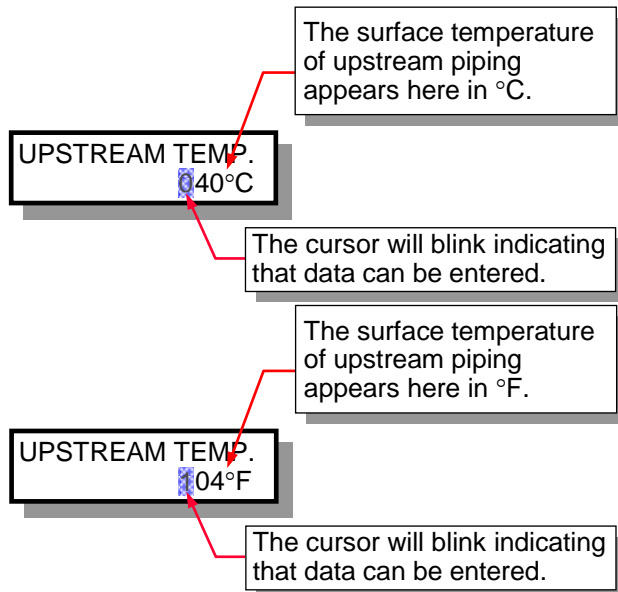 The surface temperature
of upstream piping
appears here in °C.
UPSTREAM TEMP.
040°C
The cursor will blink indicating
that data can be entered.
The surface temperature
of upstream piping
appears here in °F.
UPSTREAM TEMP.
104°F
The cursor will blink indicating
that data can be entered.